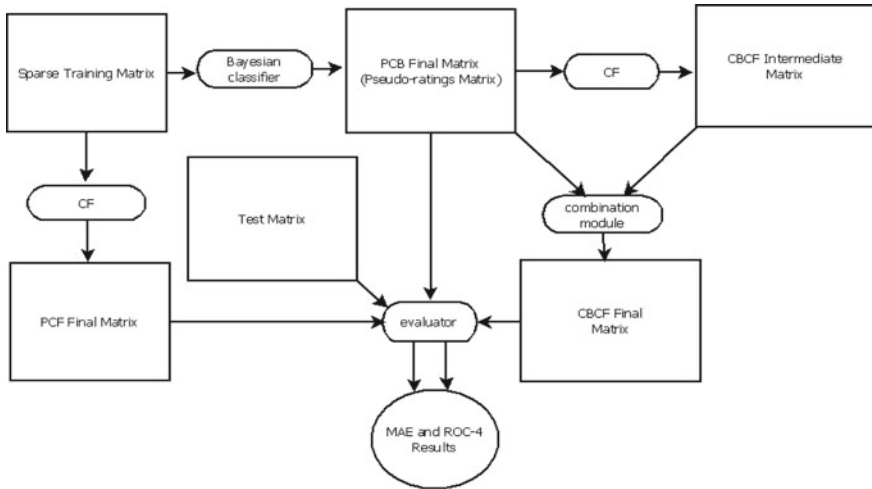 Sparse Training Matrix
Bayesian
classifier
PCB Final Matrix
(Pseudo-ratings Matrix)
CF
CBCF Intermediate
Matrix
CF
Test Matrix
combination
module
PCF Final Matrix
evaluator
CBCF Final
Matrix
MAE and ROC-4
Results